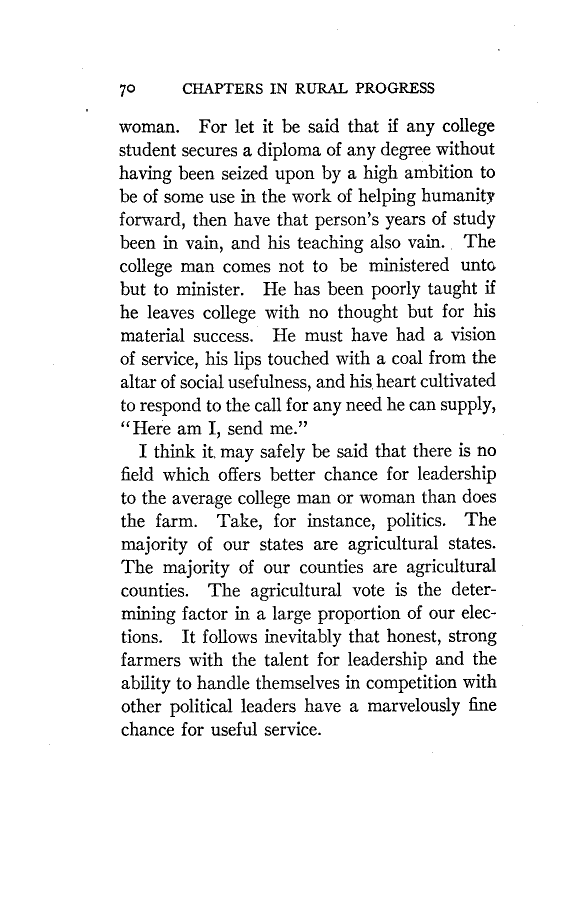 70 CHAPTERS IN RURAL PROGRESS
woman. For let it be said that if any college
student secures a diploma of any degree without
having been seized upon by a high ambition to
be of some use in the work of helping humanity
forward, then have that person's years of study
been in vain, and his teaching also vain. The
college man comes not to be ministered unto
but to minister. He has been poorly taught if
he leaves college with no thought but for his
material success. He must have had a vision
of service, his lips touched with a coal from the
altar of social usefulness, and his heart cultivated
to respond to the call for any need he can supply,
"Here am I, send me."
I think it may safely be said that there is no
field which offers better chance for leadership
to the average college man or woman than does
the farm. Take, for instance, politics. The
majority of our states are agricultural states.
The majority of our counties are agricultural
counties. The agricultural vote is the deter-
mining factor in a large proportion of our elec-
tions. It follows inevitably that honest, strong
farmers with the talent for leadership and the
ability to handle themselves in competition with
other political leaders have a marvelously fine
chance for useful service.